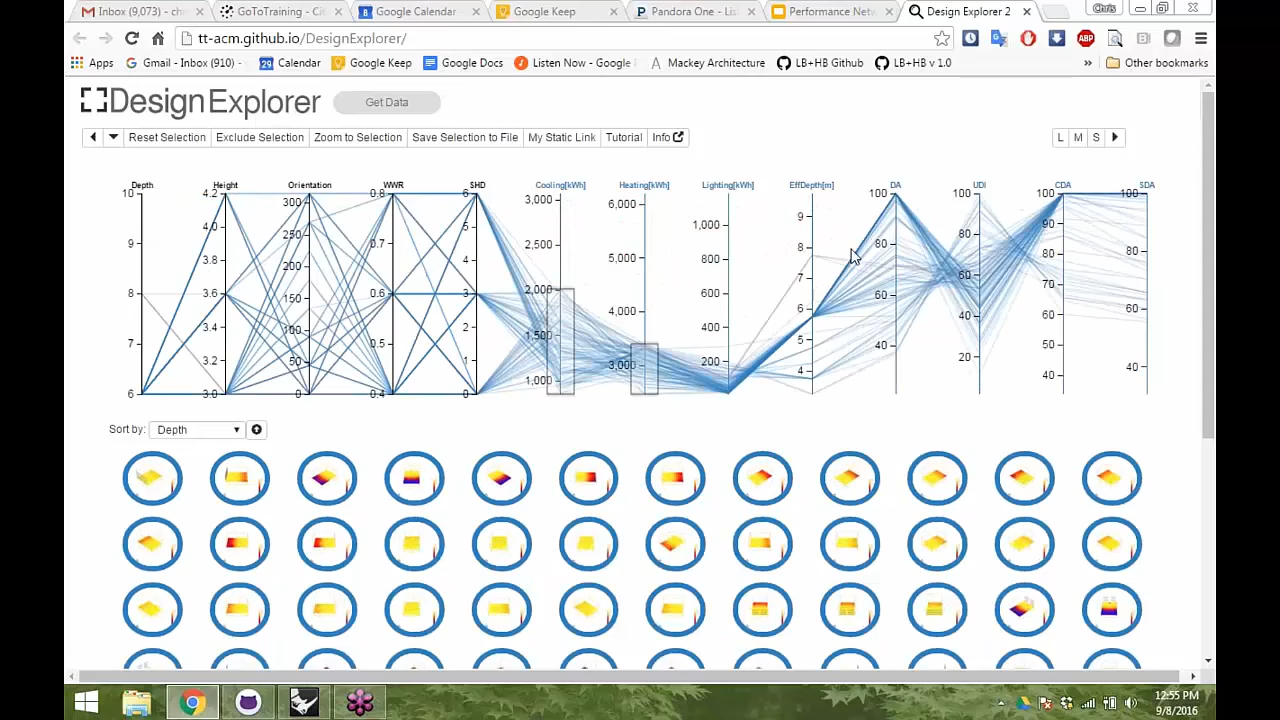 Inbox (9,073) - che
GoToTraining - Cit
Google Calendar
Google Keep
Pandora One - List
Performance Netw
Design Explorer 2
Chris
tt-acm.github.io/DesignExplorer/
ABP
Apps
Gmail - Inbox (910) -
29 Calendar
Google Keep
Google Docs
Listen Now - Google
Mackey Architecture
LB+HB Github
LB+HB v 1.0
»
Other bookmarks
DesignExplorer
Get Data
Reset Selection
Exclude Selection
Zoom to Selection
Save Selection to File
My Static Link
Tutorial
Info
L M S
Depth Height Orientation WWR SHD Cooling[kWh] Heating[kWh] Lighting[kWh] EffDepth[m] DA UDI CDA SDA
10 9 8 7 6
4.2 4.0 3.8 3.6 3.4 3.2 3.0
300 250 200 150 100 50 0
0.8 0.7 0.6 0.5 0.4
6 5 4 3 2 1 0
3,000 2,500 2,000 1,500 1,000
6,000 5,000 4,000 3,000
1,000 800 600 400 200
9 8 7 6 5 4
100 80 60 40
100 80 60 40 20
100 90 80 70 60 50 40
100 80 60 40
Sort by: Depth
12:55 PM
9/8/2016